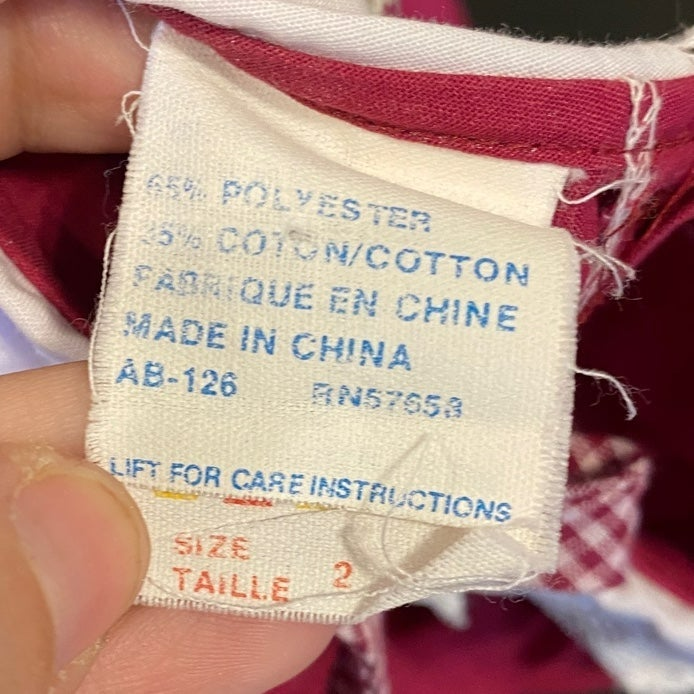 65% POLYESTER
35% COTON/COTTON
FABRIQUE EN CHINE
MADE IN CHINA
AB-126 RN57653
LIFT FOR CARE INSTRUCTIONS
SIZE
TAILLE 2